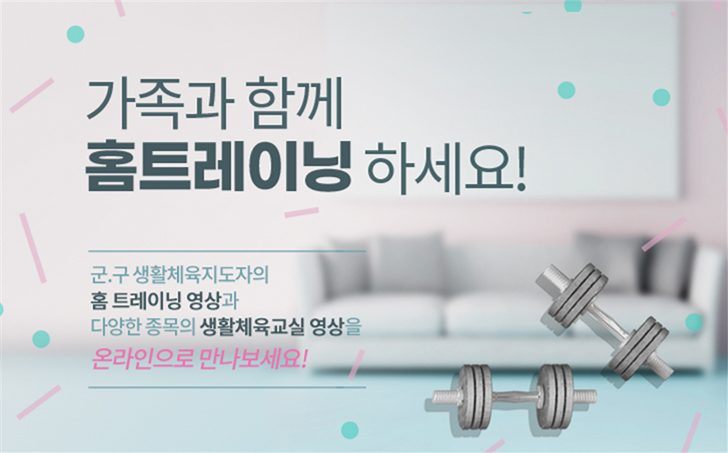 가족과 함께
홈트레이닝 하세요!
군.구 생활체육지도자의
홈 트레이닝 영상과
다양한 종목의 생활체육교실 영상을
온라인으로 만나보세요!